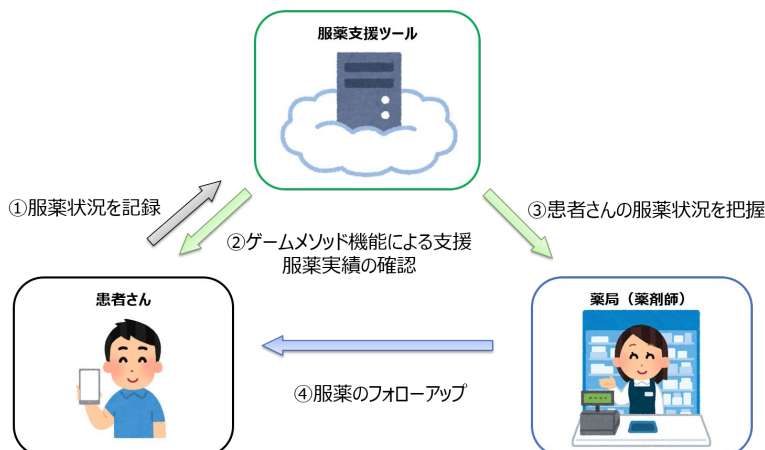 服薬支援ツール
①服薬状況を記録
③患者さんの服薬状況を把握
②ゲームメソッド機能による支援
服薬実績の確認
患者さん
薬局（薬剤師）
④服薬のフォローアップ